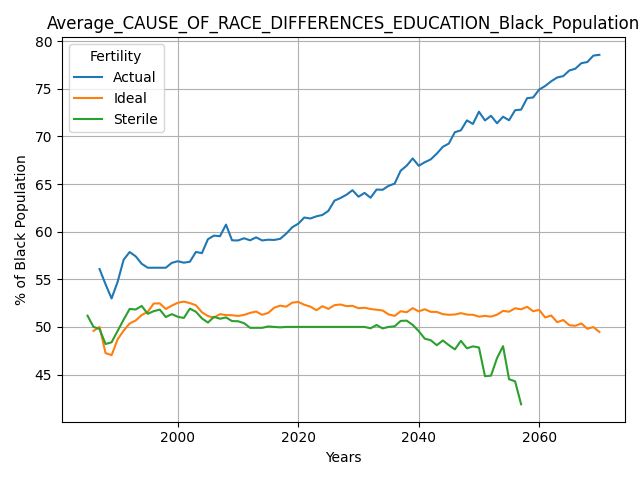 Average_CAUSE_OF_RACE_DIFFERENCES_EDUCATION_Black_Population
80
75
70
65
60
55
50
45
% of Black Population
Fertility
Actual
Ideal
Sterile
2000
2020
2040
2060
Years